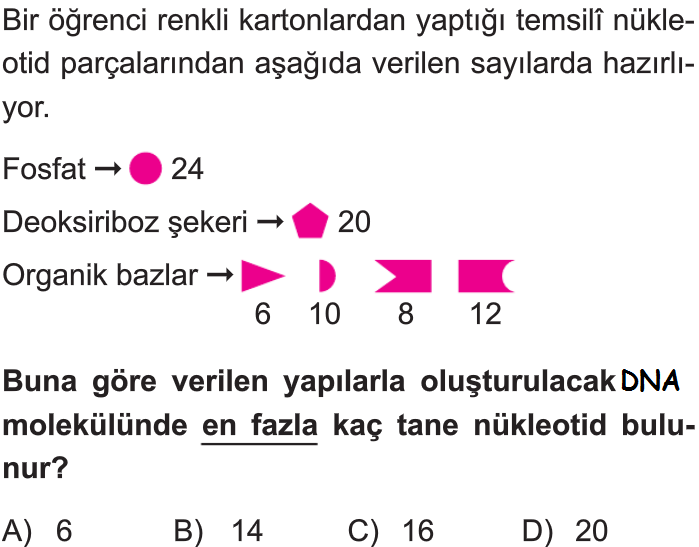 Bir öğrenci renkli kartonlardan yaptığı temsilî nükle-
otid parçalarından aşağıda verilen sayılarda hazırlı-
yor.
Fosfat → 24
Deoksiriboz şekeri → 20
Organik bazlar →
6 10 8 12
Buna göre verilen yapılarla oluşturulacak DNA
molekülünde en fazla kaç tane nükleotid bulu-
nur?
A) 6 B) 14 C) 16 D) 20